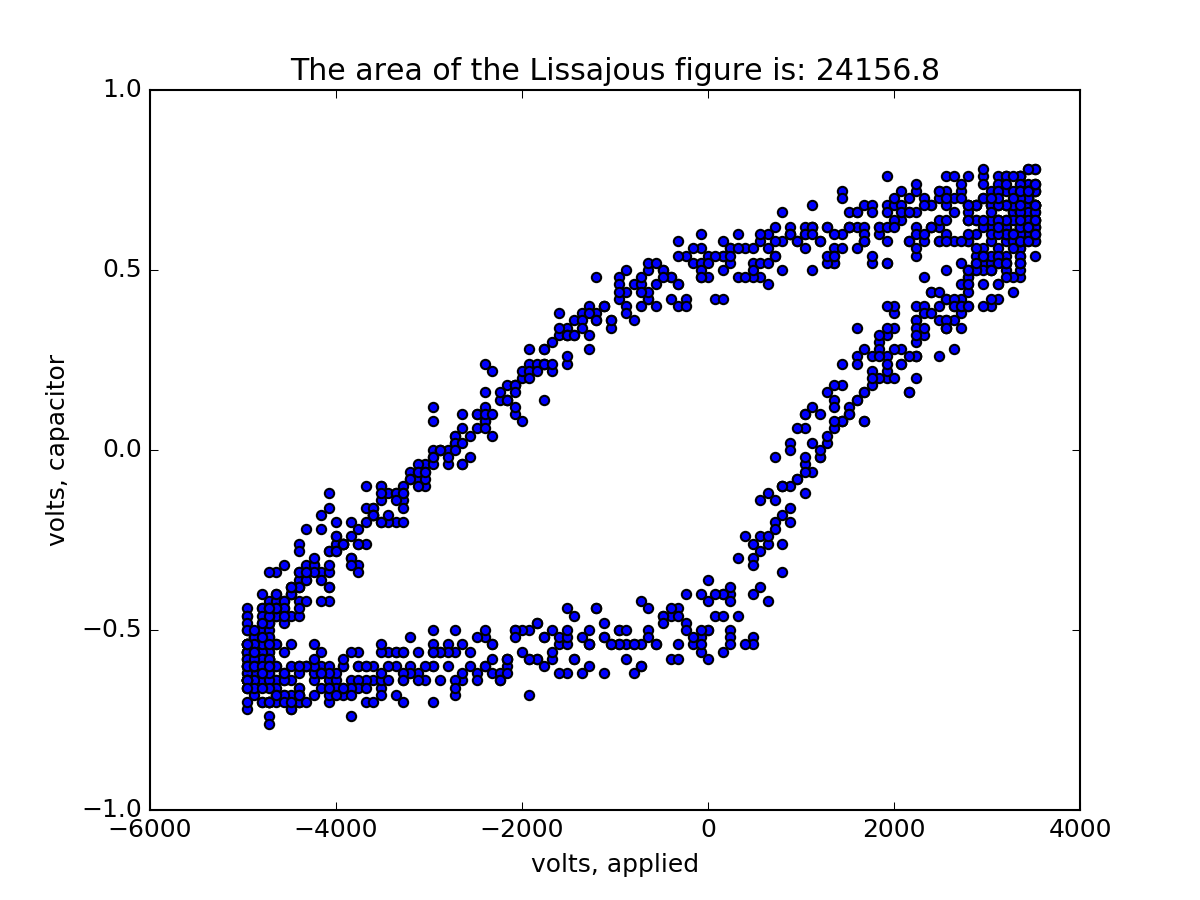 The area of the Lissajous figure is: 24156.8
1.0
0.5
0.0
−0.5
−1.0
volts, capacitor
−6000 −4000 −2000 0 2000 4000
volts, applied